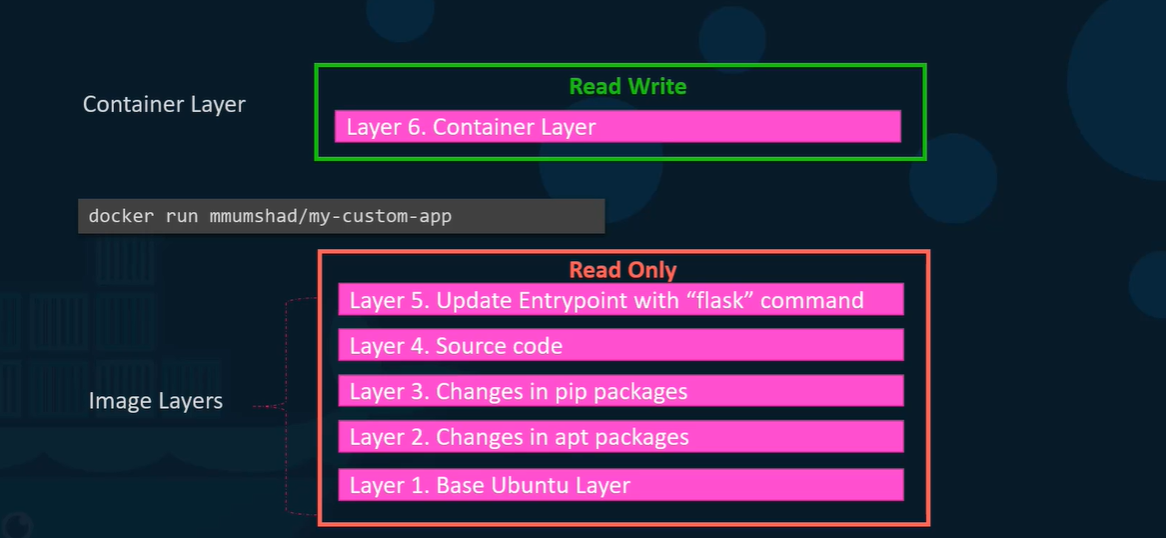 Read Write
Container Layer
Layer 6. Container Layer
docker run mmumshad/my-custom-app
Read Only
Layer 5. Update Entrypoint with “flask” command
Layer 4. Source code
Layer 3. Changes in pip packages
Image Layers
Layer 2. Changes in apt packages
Layer 1. Base Ubuntu Layer